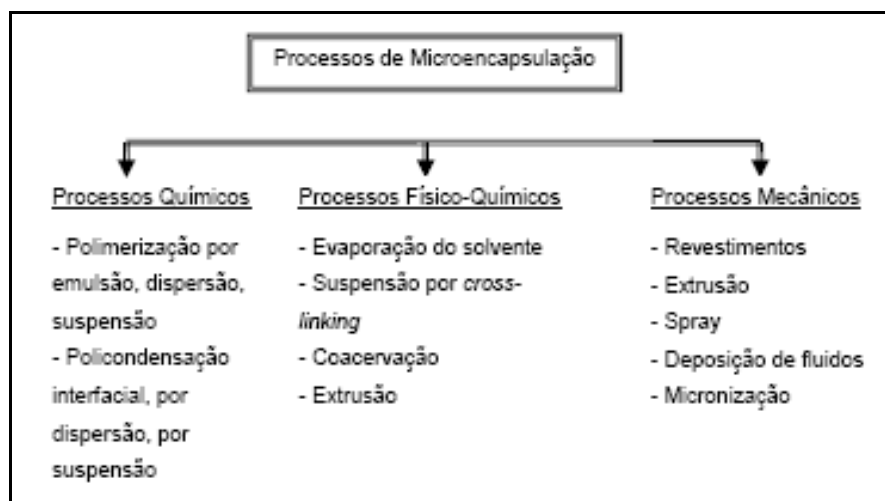 Processos de Microencapsulação
Processos Químicos
- Polimerização por
emulsão, dispersão,
suspensão
- Policondensação
interfacial, por
dispersão, por
suspensão
Processos Físico-Químicos
- Evaporação do solvente
- Suspensão por cross-
linking
- Coacervação
- Extrusão
Processos Mecânicos
- Revestimentos
- Extrusão
- Spray
- Deposição de fluidos
- Micronização